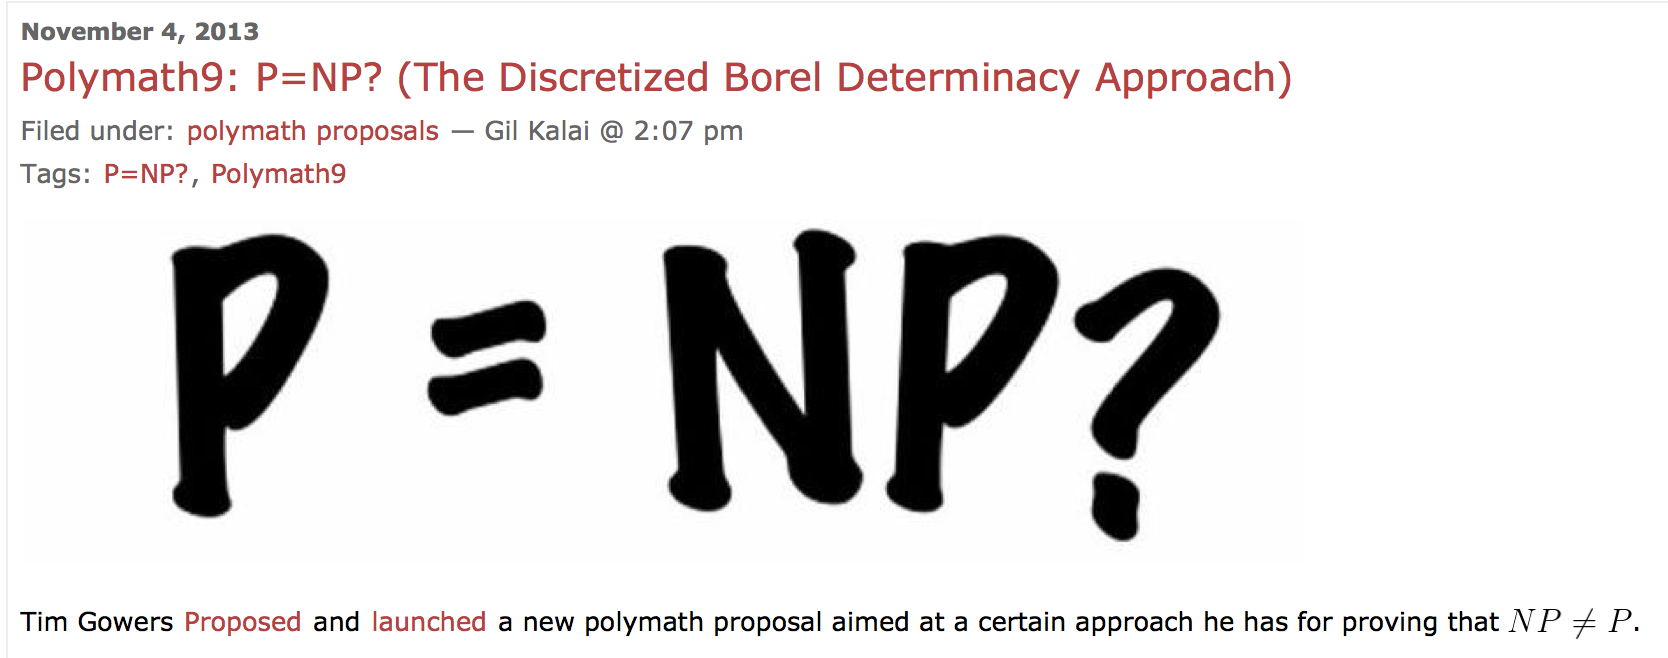 November 4, 2013
Polymath9: P=NP? (The Discretized Borel Determinacy Approach)
Filed under: polymath proposals — Gil Kalai @ 2:07 pm
Tags: P=NP?, Polymath9
P = NP?
Tim Gowers Proposed and launched a new polymath proposal aimed at a certain approach he has for proving that NP ≠ P.